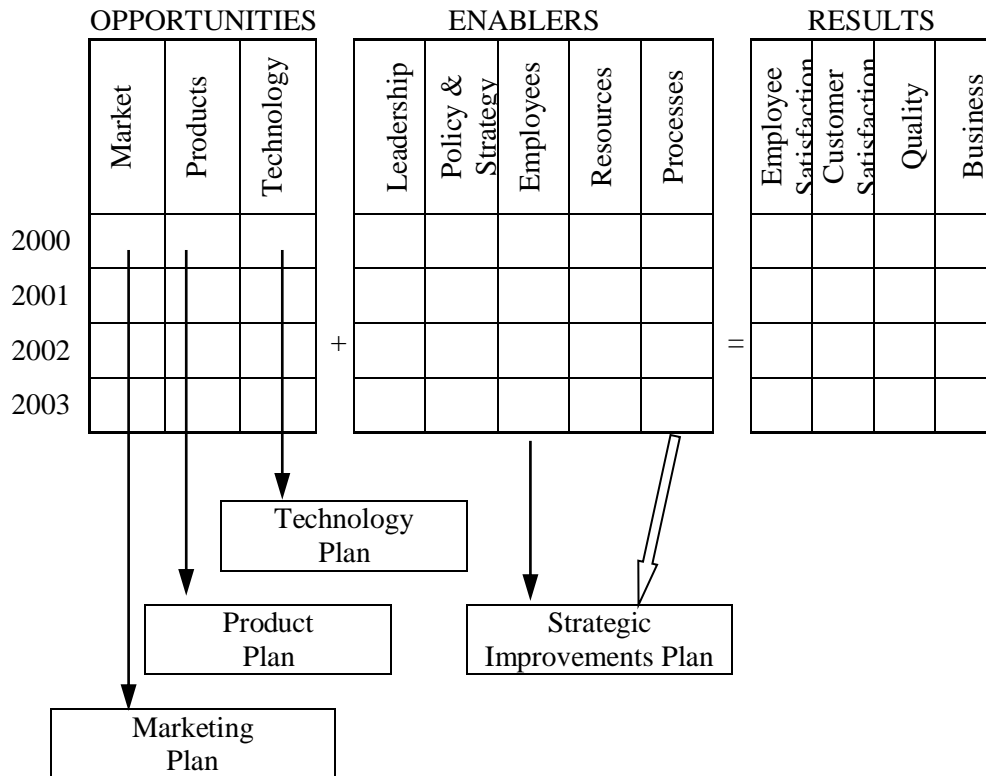 OPPORTUNITIES
ENABLERS
RESULTS
Market
Products
Technology
Leadership
Policy &
Strategy
Employees
Resources
Processes
Employee
Satisfaction
Customer
Satisfaction
Quality
Business
2000
2001
2002
+
=
2003
Technology
Plan
Product
Plan
Strategic
Improvements Plan
Marketing
Plan